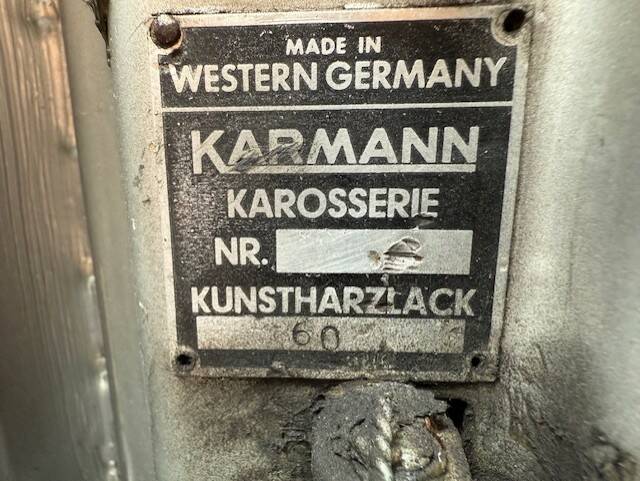 MADE IN
WESTERN GERMANY
KARMANN
KAROSSERIE
NR.
KUNSTHARZLACK
60